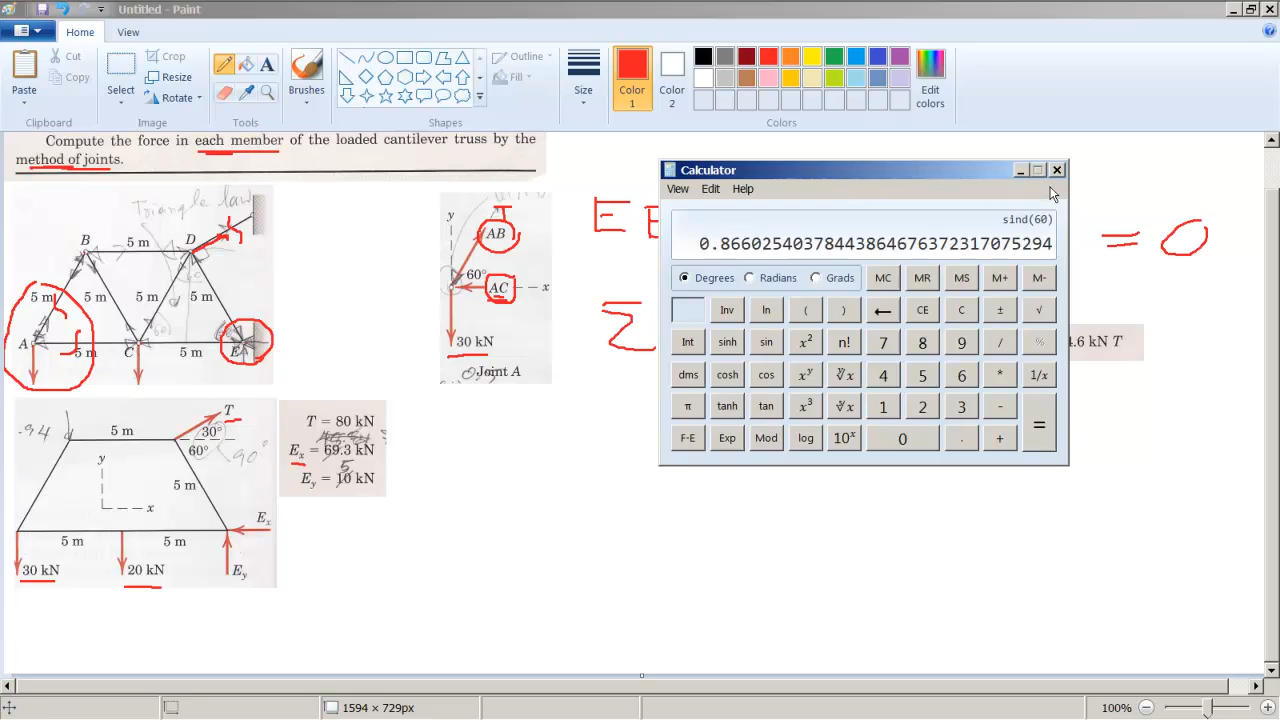 Untitled - Paint
Home
View
Paste
Cut
Copy
Clipboard
Select
Crop
Resize
Rotate
Image
Tools
Brushes
Shapes
Outline
Fill
Size
Color 1
Color 2
Edit colors
Colors
Compute the force in each member of the loaded cantilever truss by the
method of joints.
Triangle law
B
5 m
D
5 m
5 m
5 m
5 m
A
5 m
C
5 m
E
y
T
AB
60°
AC
x
30 kN
Joint A
= 0
4.6 kN T
Calculator
View
Edit
Help
sind(60)
0.86602540378443864676372317075294
Degrees
Radians
Grads
MC
MR
MS
M+
M-
Inv
ln
(
)
←
CE
C
±
√
Int
sinh
sin
x²
n!
7
8
9
/
%
dms
cosh
cos
xʸ
ʸ√x
4
5
6
*
1/x
π
tanh
tan
x³
³√x
1
2
3
-
=
F-E
Exp
Mod
log
10ˣ
0
.
+
.94
5 m
T
30°
60°
90°
y
x
5 m
Ex
5 m
5 m
30 kN
20 kN
Ey
T = 80 kN
Ex = 69.3 kN
5
Ey = 10 kN
1594 × 729px
100%